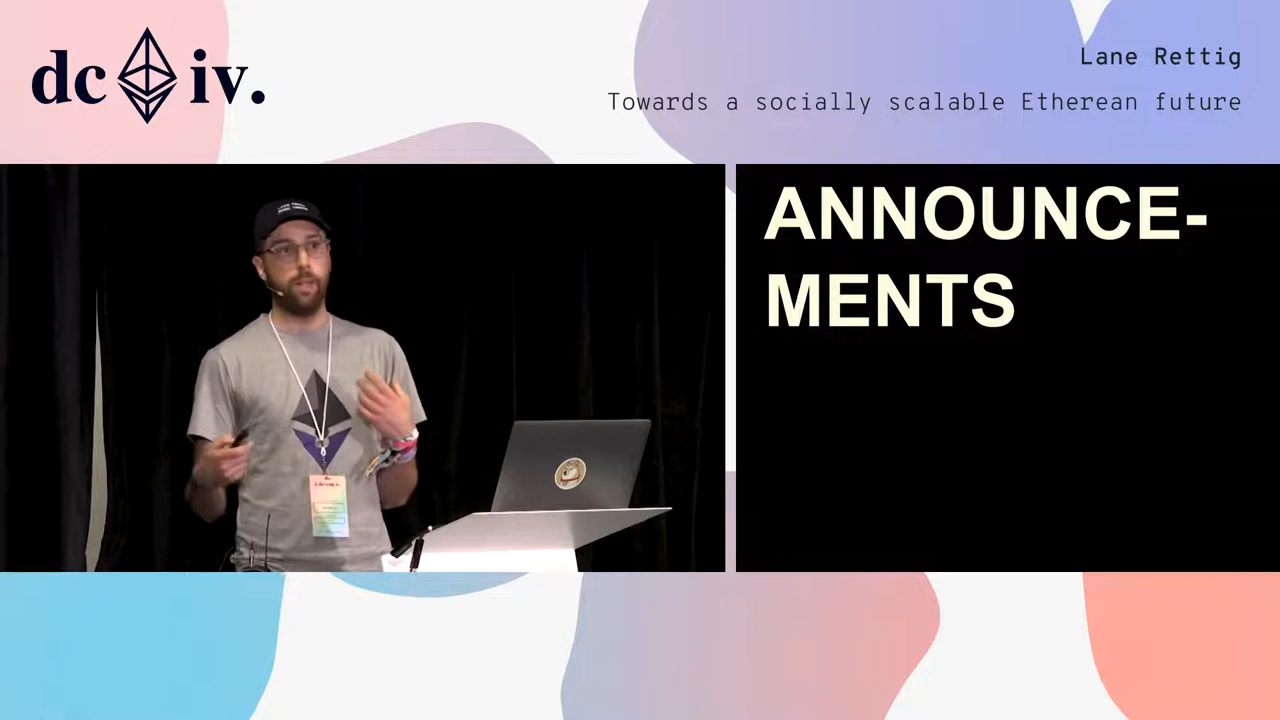 dc iv.
Lane Rettig
Towards a socially scalable Etherean future
ANNOUNCE-
MENTS